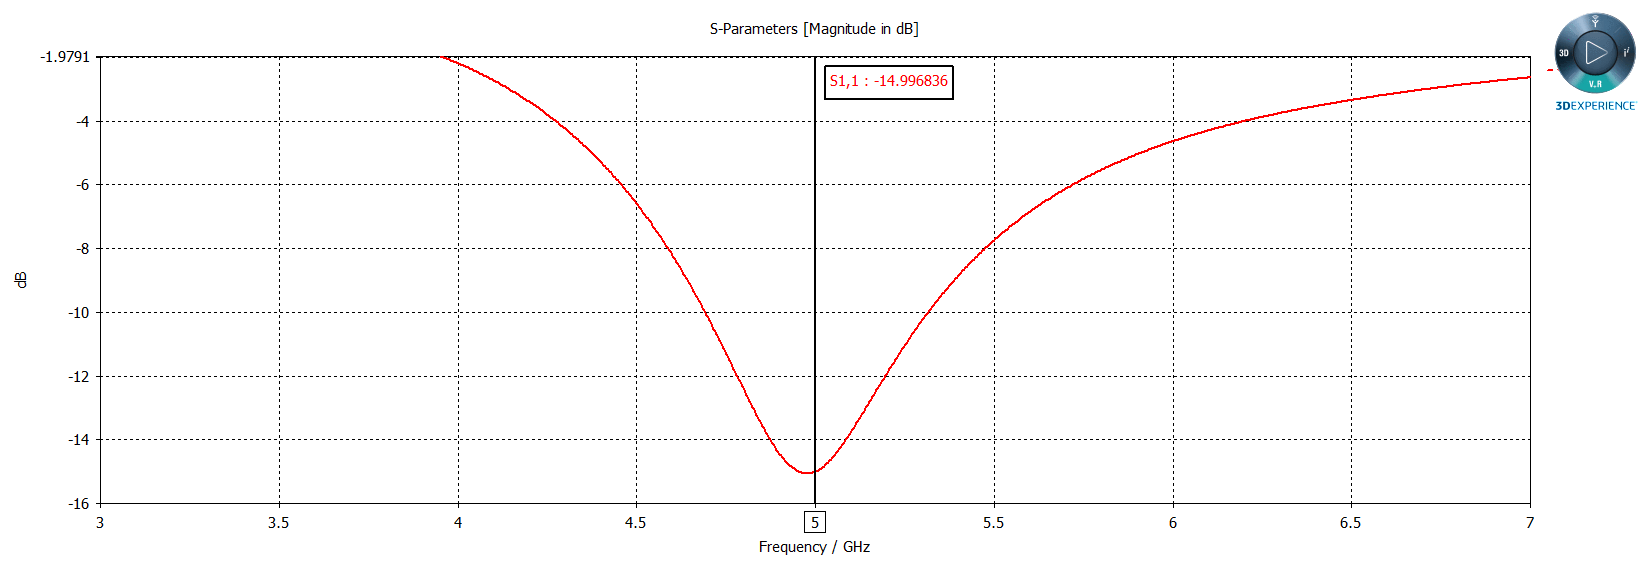 S-Parameters [Magnitude in dB]
-1.9791
-4
-6
-8
-10
-12
-14
-16
dB
S1,1 : -14.996836
3
3.5
4
4.5
5
5.5
6
6.5
7
Frequency / GHz
3D
i²
V,R
3DEXPERIENCE